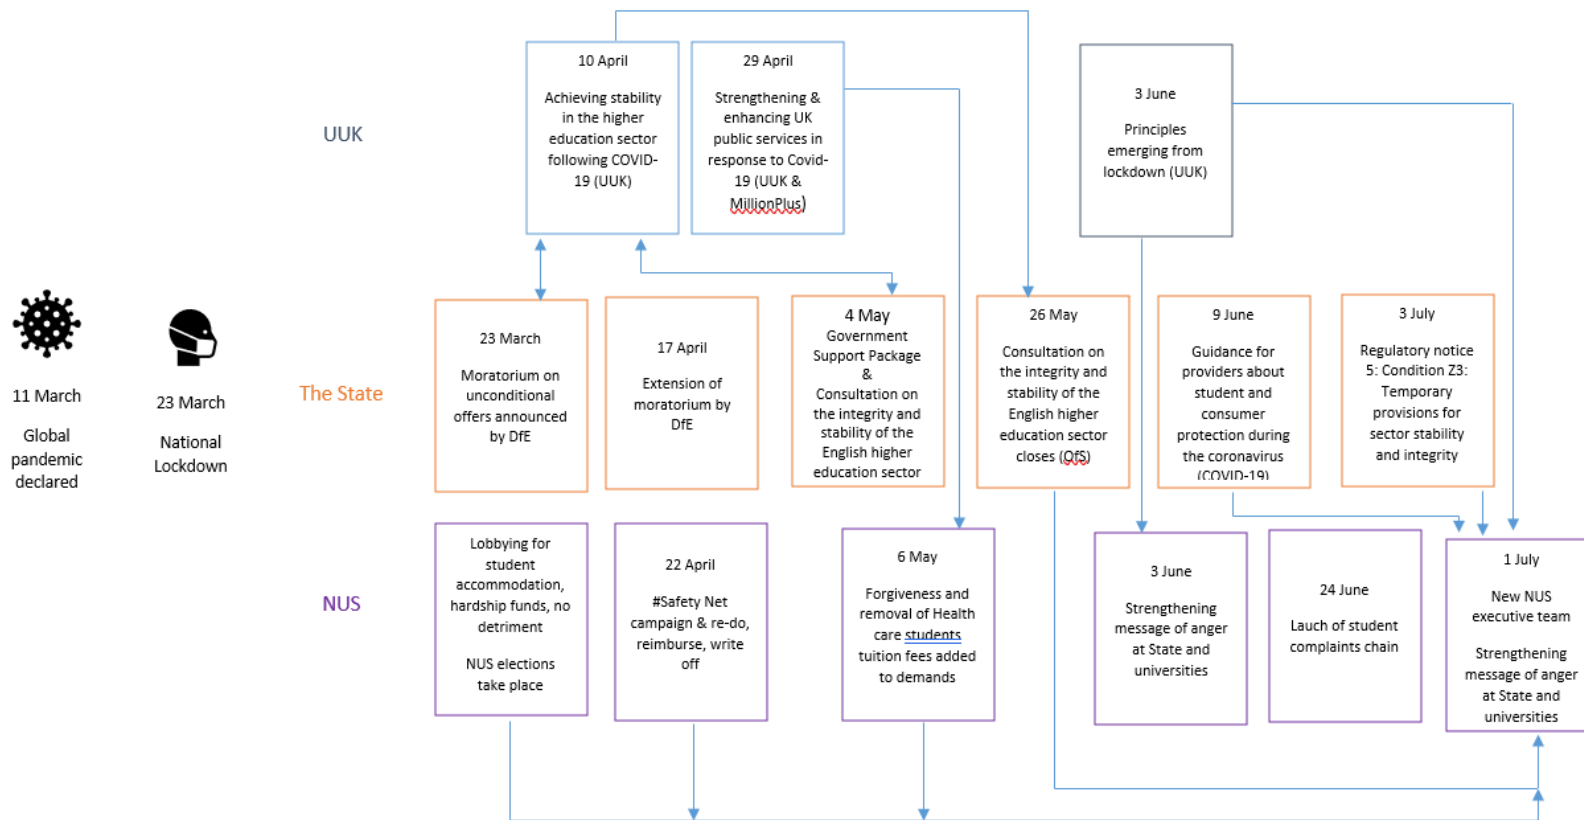 11 March
Global
pandemic
declared
23 March
National
Lockdown
UUK
10 April
Achieving stability
in the higher
education sector
following COVID-
19 (UUK)
29 April
Strengthening &
enhancing UK
public services in
response to Covid-
19 (UUK &
MillionPlus)
3 June
Principles
emerging from
lockdown (UUK)
The State
23 March
Moratorium on
unconditional
offers announced
by DfE
17 April
Extension of
moratorium by
DfE
4 May
Government
Support Package
&
Consultation on
the integrity and
stability of the
English higher
education sector
26 May
Consultation on
the integrity and
stability of the
English higher
education sector
closes (OfS)
9 June
Guidance for
providers about
student and
consumer
protection during
the coronavirus
(COVID-19)
3 July
Regulatory notice
5: Condition Z3:
Temporary
provisions for
sector stability
and integrity
NUS
Lobbying for
student
accommodation,
hardship funds, no
detriment
NUS elections
take place
22 April
#Safety Net
campaign & re-do,
reimburse, write
off
6 May
Forgiveness and
removal of Health
care students
tuition fees added
to demands
3 June
Strengthening
message of anger
at State and
universities
24 June
Lauch of student
complaints chain
1 July
New NUS
executive team
Strengthening
message of anger
at State and
universities